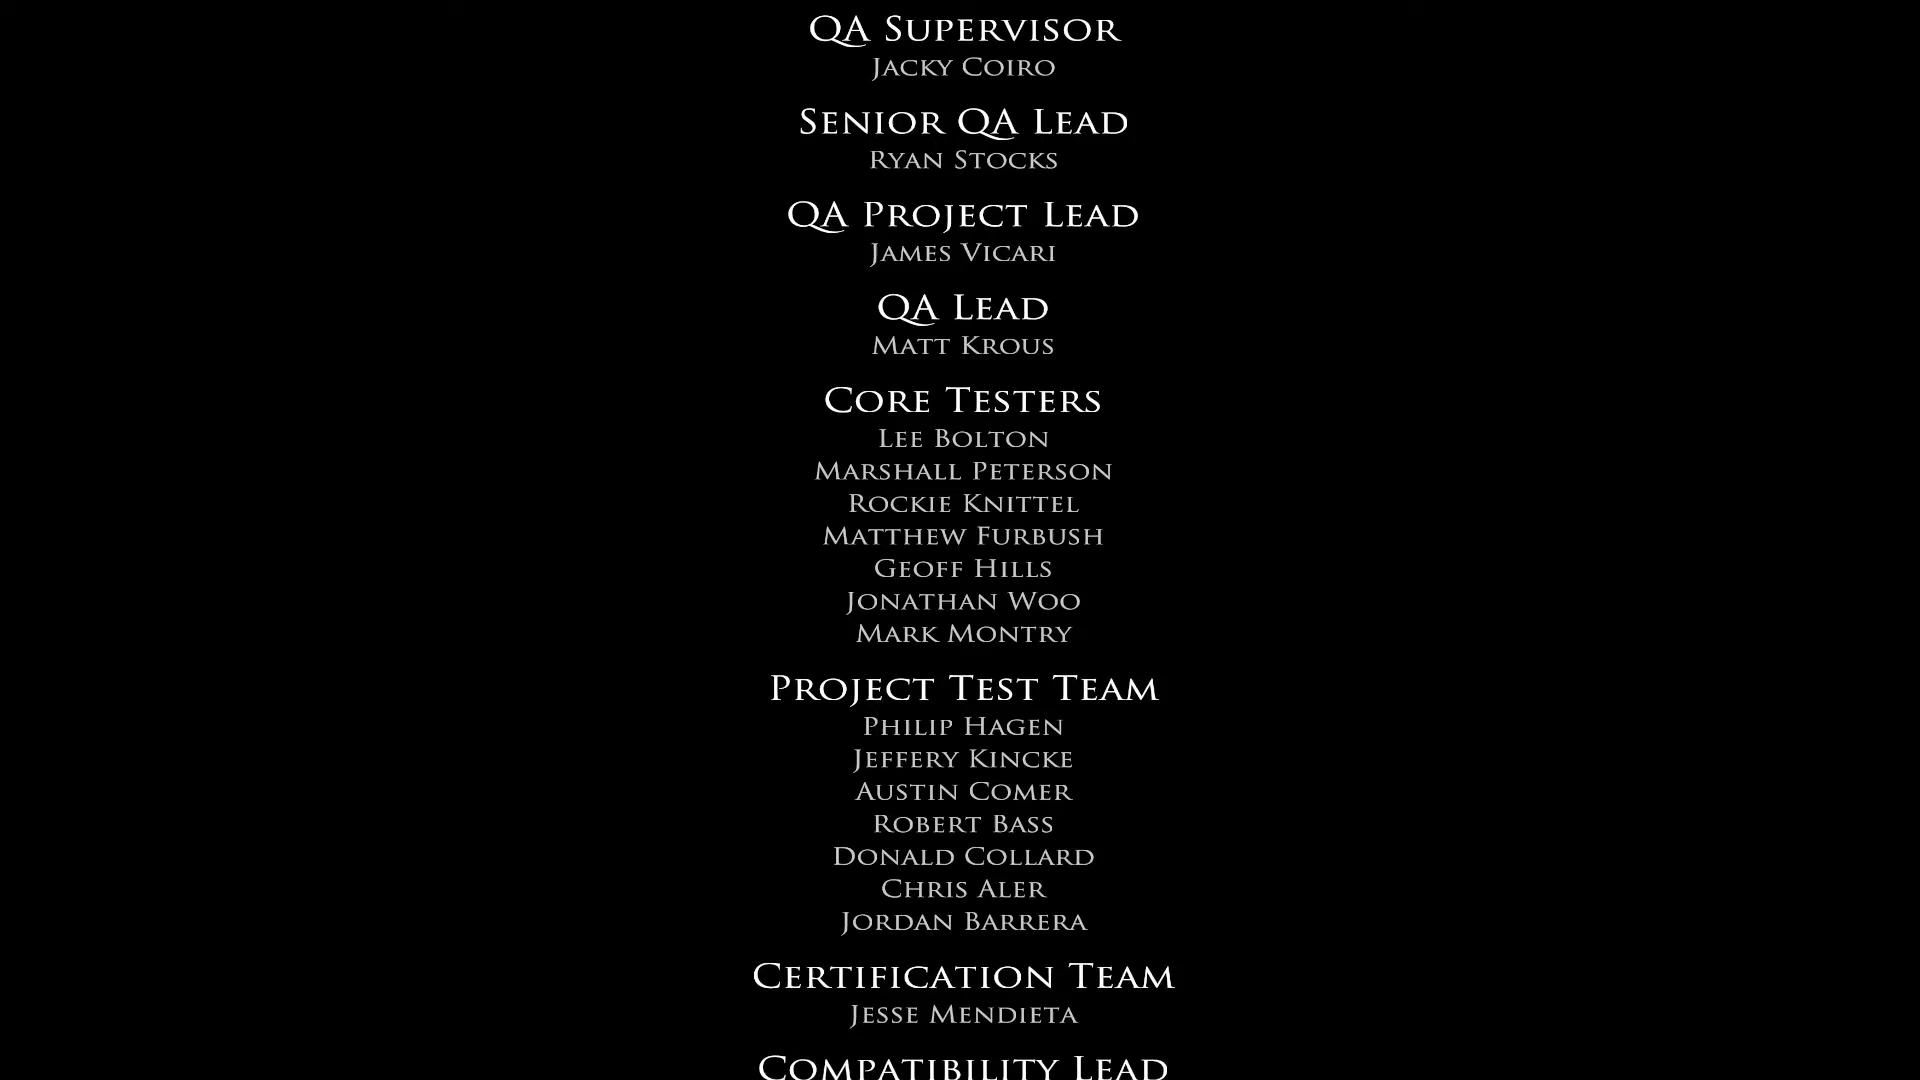 QA Supervisor
Jacky Coiro
Senior QA Lead
Ryan Stocks
QA Project Lead
James Vicari
QA Lead
Matt Krous
Core Testers
Lee Bolton
Marshall Peterson
Rockie Knittel
Matthew Furbush
Geoff Hills
Jonathan Woo
Mark Montry
Project Test Team
Philip Hagen
Jeffery Kincke
Austin Comer
Robert Bass
Donald Collard
Chris Aler
Jordan Barrera
Certification Team
Jesse Mendieta
Compatibility Lead